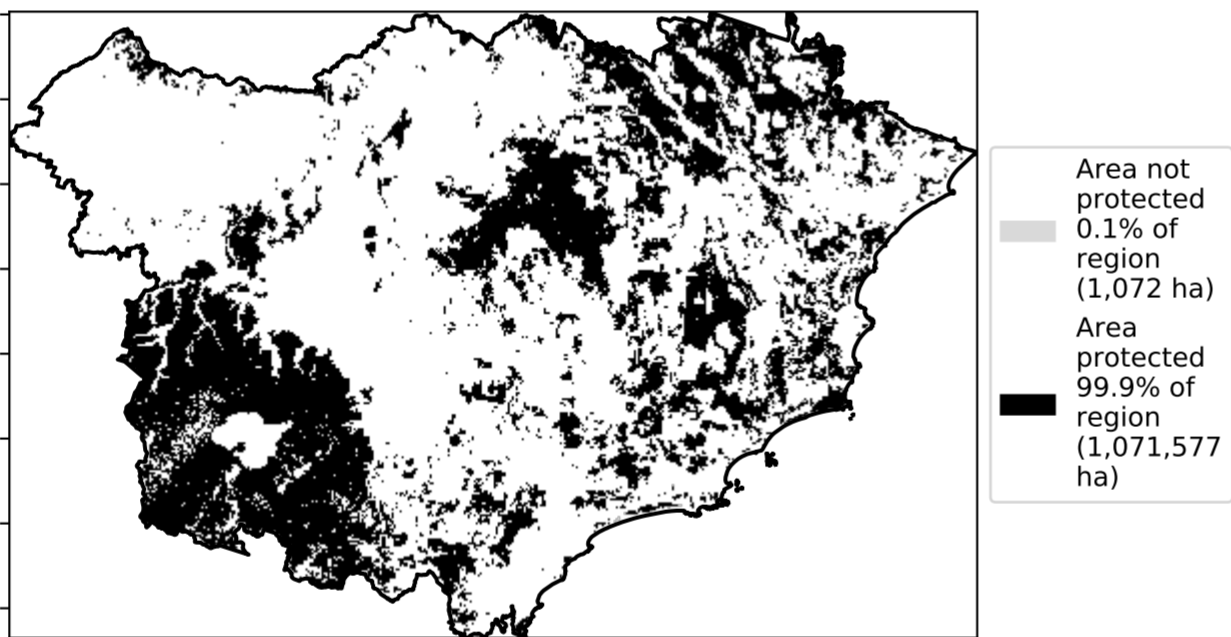 Area not
protected
0.1% of
region
(1,072 ha)
Area
protected
99.9% of
region
(1,071,577
ha)